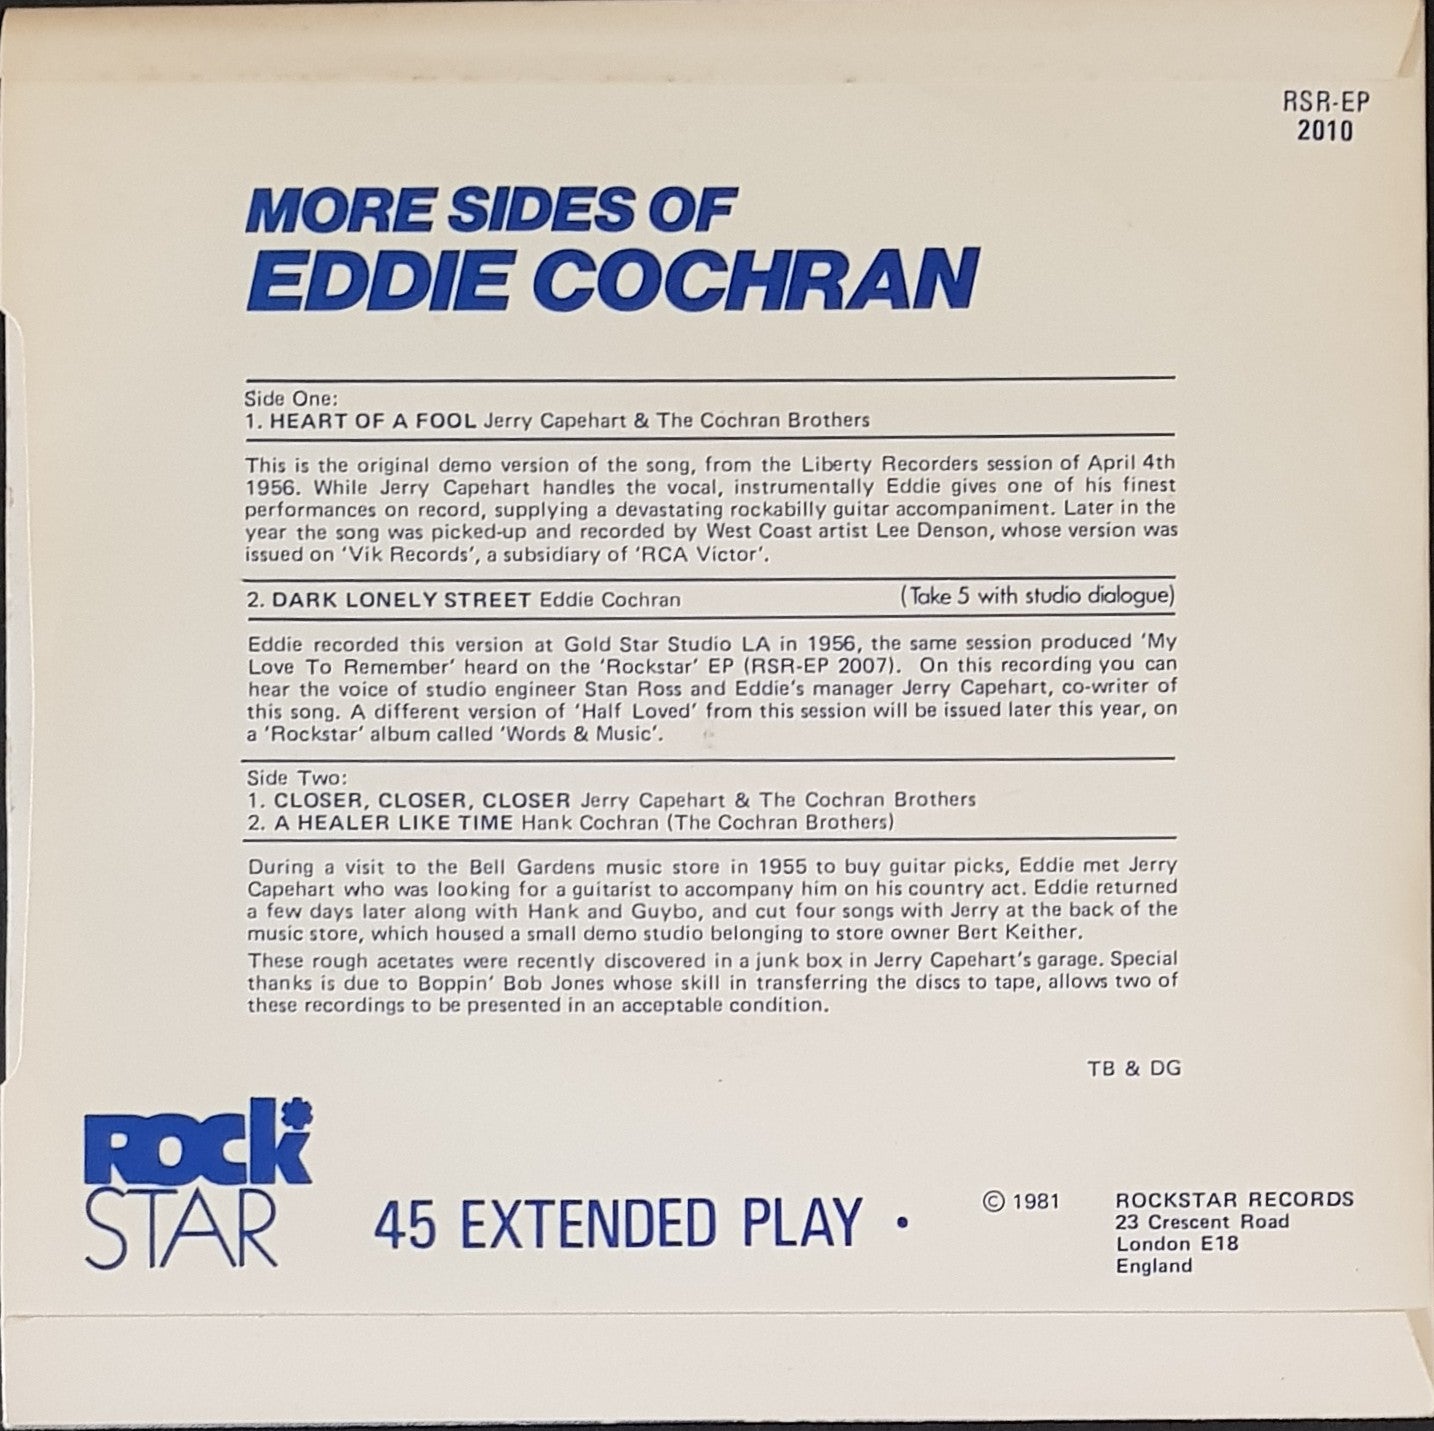 RSR-EP
2010
MORE SIDES OF
EDDIE COCHRAN
Side One:
1. HEART OF A FOOL Jerry Capehart & The Cochran Brothers
This is the original demo version of the song, from the Liberty Recorders session of April 4th
1956. While Jerry Capehart handles the vocal, instrumentally Eddie gives one of his finest
performances on record, supplying a devastating rockabilly guitar accompaniment. Later in the
year the song was picked-up and recorded by West Coast artist Lee Denson, whose version was
issued on 'Vik Records', a subsidiary of 'RCA Victor'.
2. DARK LONELY STREET Eddie Cochran (Take 5 with studio dialogue)
Eddie recorded this version at Gold Star Studio LA in 1956, the same session produced 'My
Love To Remember' heard on the 'Rockstar' EP (RSR-EP 2007). On this recording you can
hear the voice of studio engineer Stan Ross and Eddie's manager Jerry Capehart, co-writer of
this song. A different version of 'Half Loved' from this session will be issued later this year, on
a 'Rockstar' album called 'Words & Music'.
Side Two:
1. CLOSER, CLOSER, CLOSER Jerry Capehart & The Cochran Brothers
2. A HEALER LIKE TIME Hank Cochran (The Cochran Brothers)
During a visit to the Bell Gardens music store in 1955 to buy guitar picks, Eddie met Jerry
Capehart who was looking for a guitarist to accompany him on his country act. Eddie returned
a few days later along with Hank and Guybo, and cut four songs with Jerry at the back of the
music store, which housed a small demo studio belonging to store owner Bert Keither.
These rough acetates were recently discovered in a junk box in Jerry Capehart's garage. Special
thanks is due to Boppin' Bob Jones whose skill in transferring the discs to tape, allows two of
these recordings to be presented in an acceptable condition.
TB & DG
ROCK
STAR
45 EXTENDED PLAY •
© 1981
ROCKSTAR RECORDS
23 Crescent Road
London E18
England